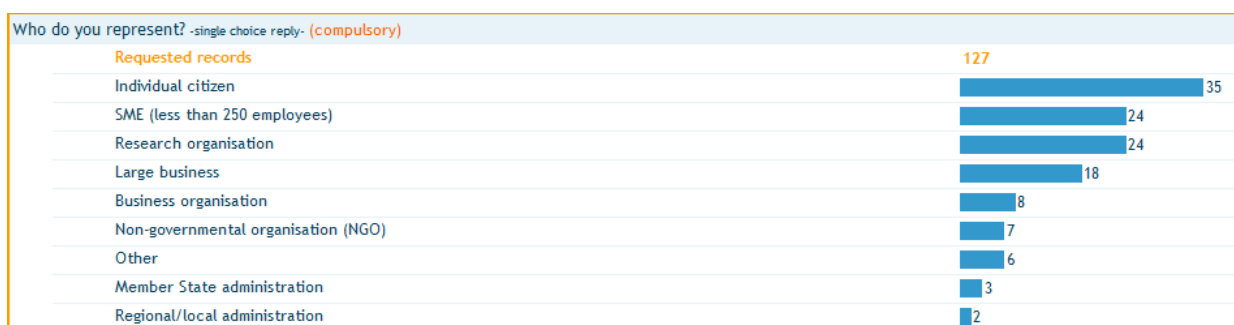 Who do you represent? -single choice reply- (compulsory)
Requested records 127
Individual citizen 35
SME (less than 250 employees) 24
Research organisation 24
Large business 18
Business organisation 8
Non-governmental organisation (NGO) 7
Other 6
Member State administration 3
Regional/local administration 2